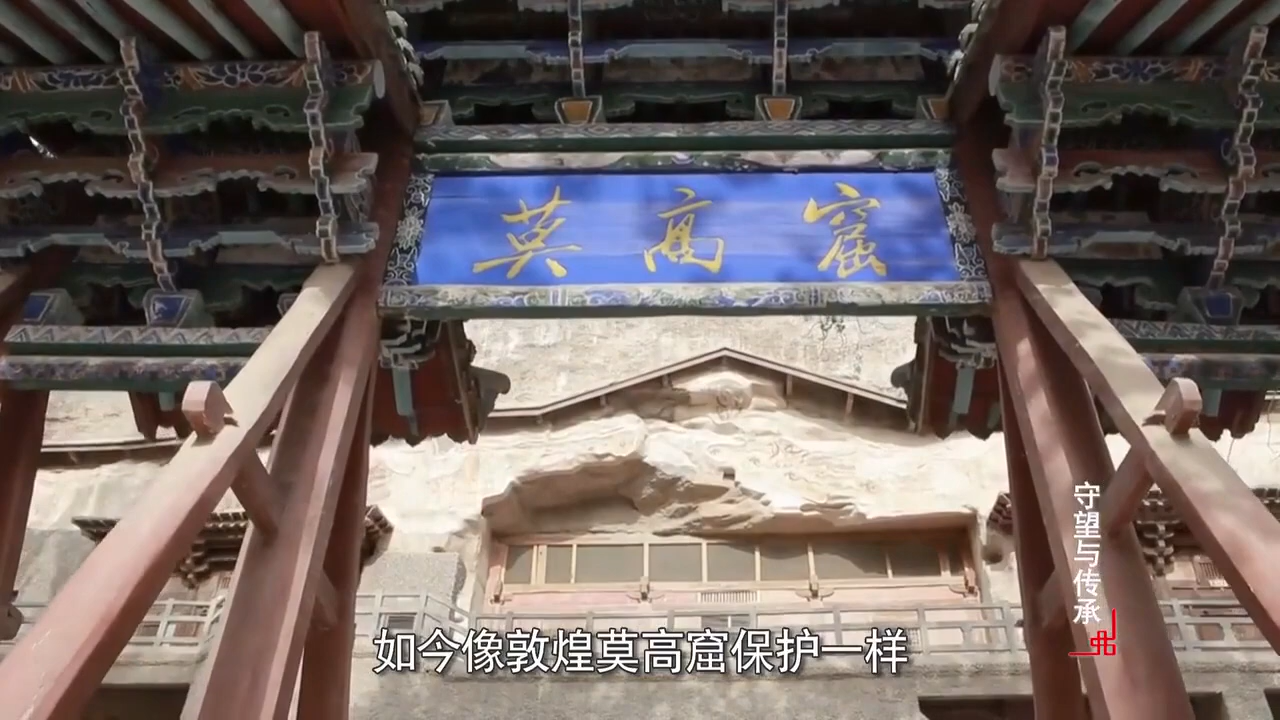 莫高窟
守望与传承
如今像敦煌莫高窟保护一样